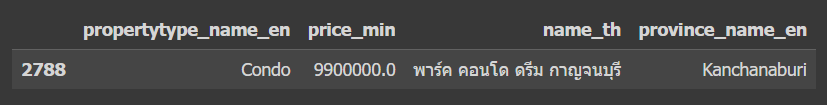 propertytype_name_en price_min name_th province_name_en
2788 Condo 9900000.0 พาร์ค คอนโด ดรีม กาญจนบุรี Kanchanaburi